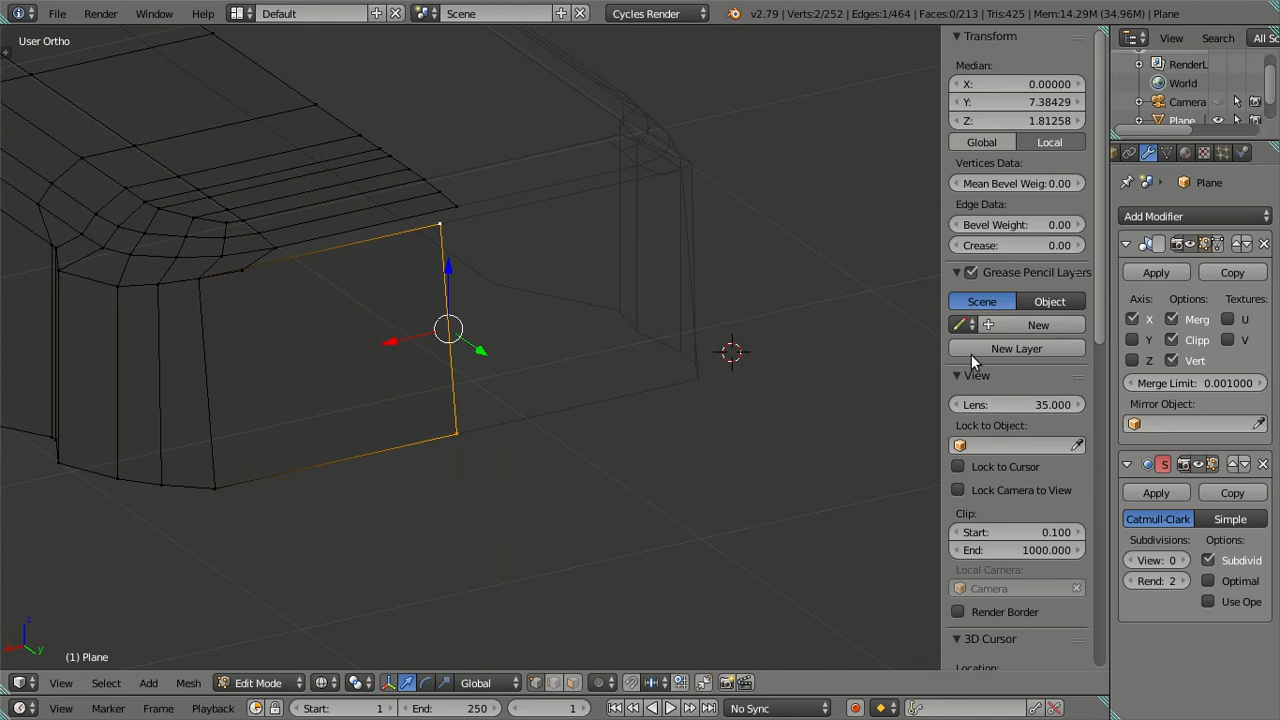 File Render Window Help Default Scene Cycles Render v2.79 | Verts:2/252 | Edges:1/464 | Faces:0/213 | Tris:425 | Mem:14.29M (34.96M) | Plane
User Ortho
Transform
View Search All Sc
Median:
RenderL
X: 0.00000
World
Y: 7.38429
Camera
Z: 1.81258
Plane
Global Local
Vertices Data:
Mean Bevel Weig: 0.00
Plane
Edge Data:
Add Modifier
Bevel Weight: 0.00
Crease: 0.00
Grease Pencil Layers
Apply Copy
Scene Object
Axis: Options: Textures:
New
X Merg U
Y Clipp V
New Layer
Z Vert
View
Merge Limit: 0.001000
Lens: 35.000
Mirror Object:
Lock to Object:
Lock to Cursor
S
Lock Camera to View
Apply Copy
Clip:
Catmull-Clark Simple
Start: 0.100
Subdivisions: Options:
End: 1000.000
View: 0 Subdivid
Local Camera:
Rend: 2 Optimal
Camera
Use Ope
Render Border
3D Cursor
Location:
z
x y
(1) Plane
View Select Add Mesh Edit Mode Global
View Marker Frame Playback Start: 1 End: 250 1 No Sync